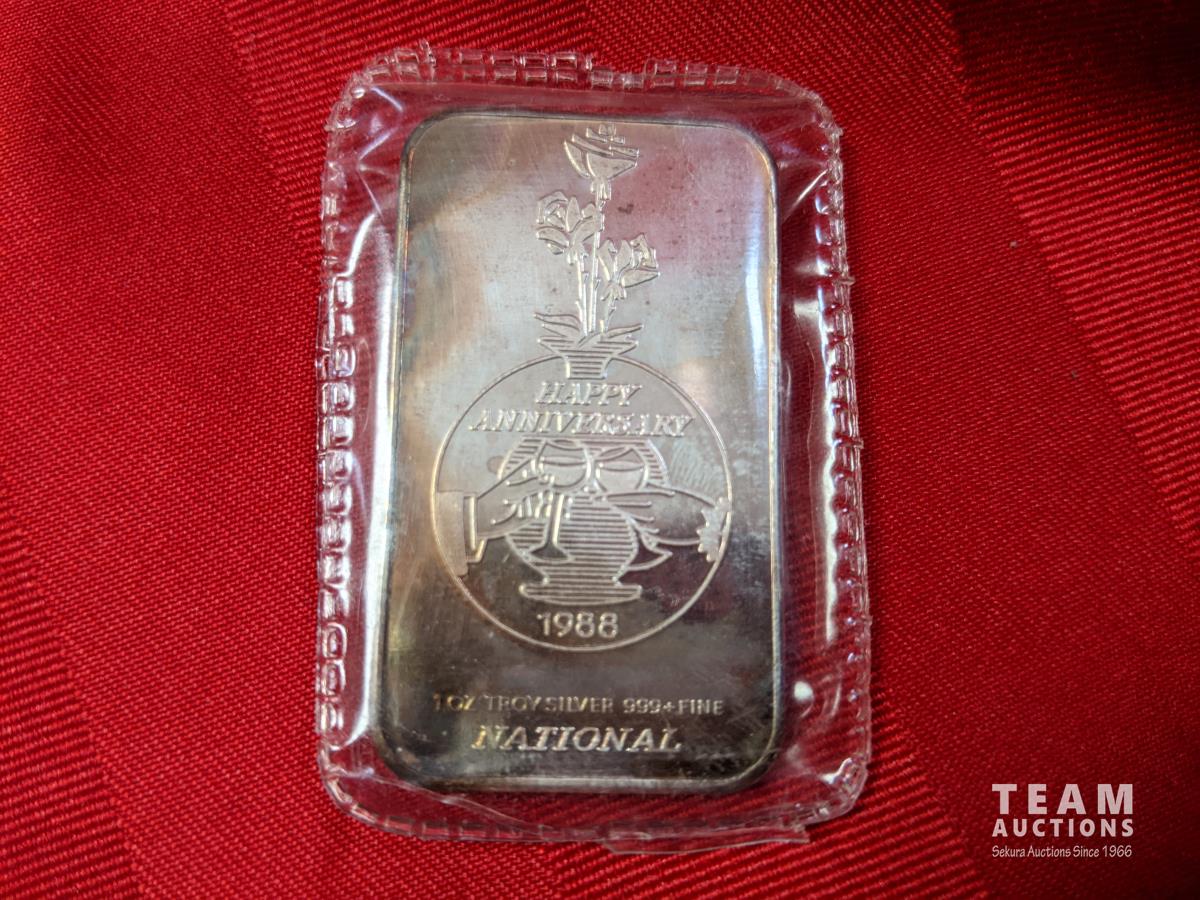 HAPPY
ANNIVERSARY
1988
1 OZ TROY SILVER 999+FINE
NATIONAL
TEAM
AUCTIONS
Sekura Auctions Since 1966